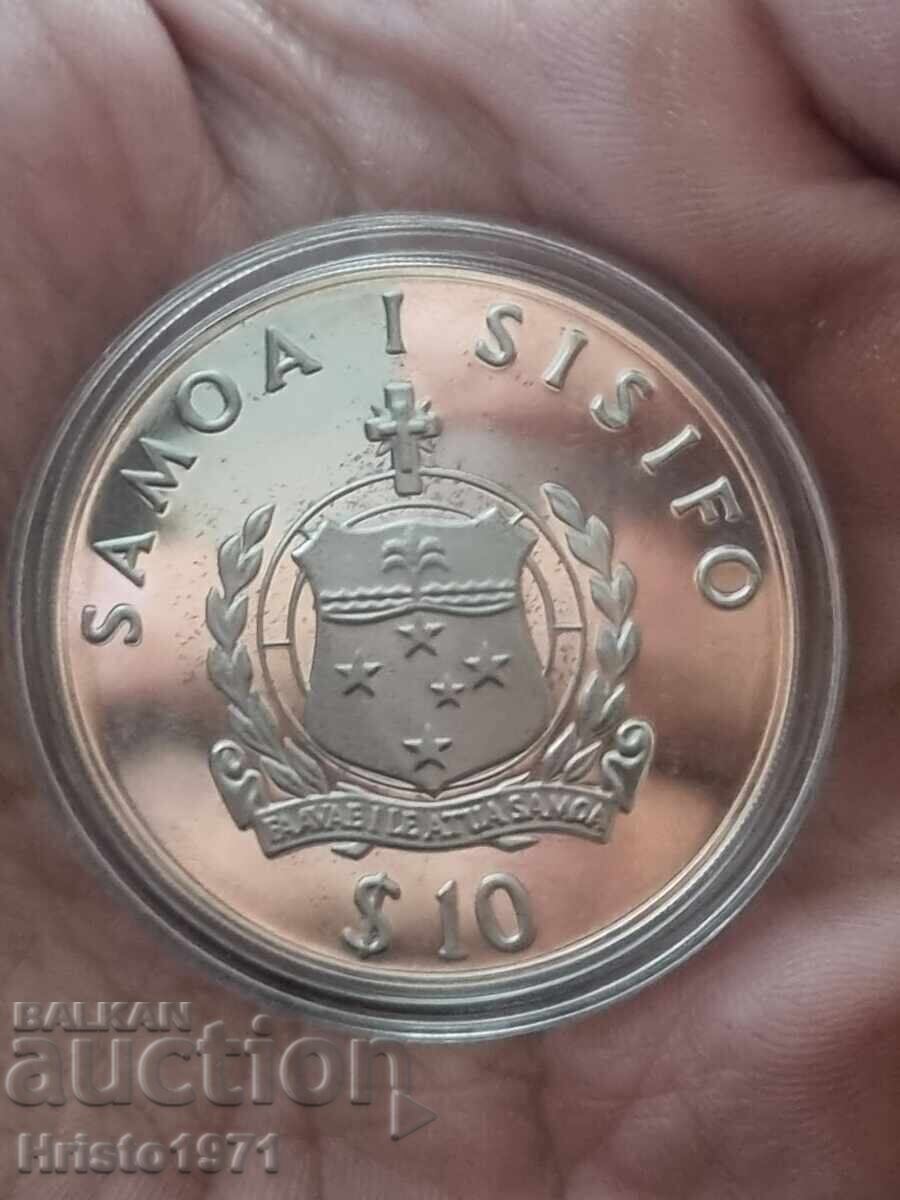 SAMOA I SISIFO
FAAVAE I LE ATUA SAMOA
$10
BALKAN
auction
Hristo1971